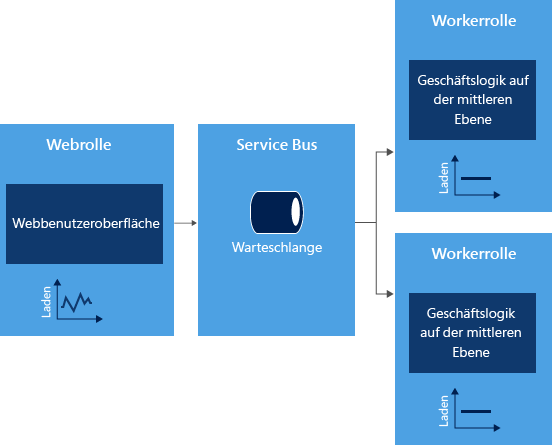 Webrolle
Webbenutzeroberfläche
Laden
Service Bus
Warteschlange
Workerrolle
Geschäftslogik auf
der mittleren
Ebene
Laden
Workerrolle
Geschäftslogik
auf der mittleren
Ebene
Laden